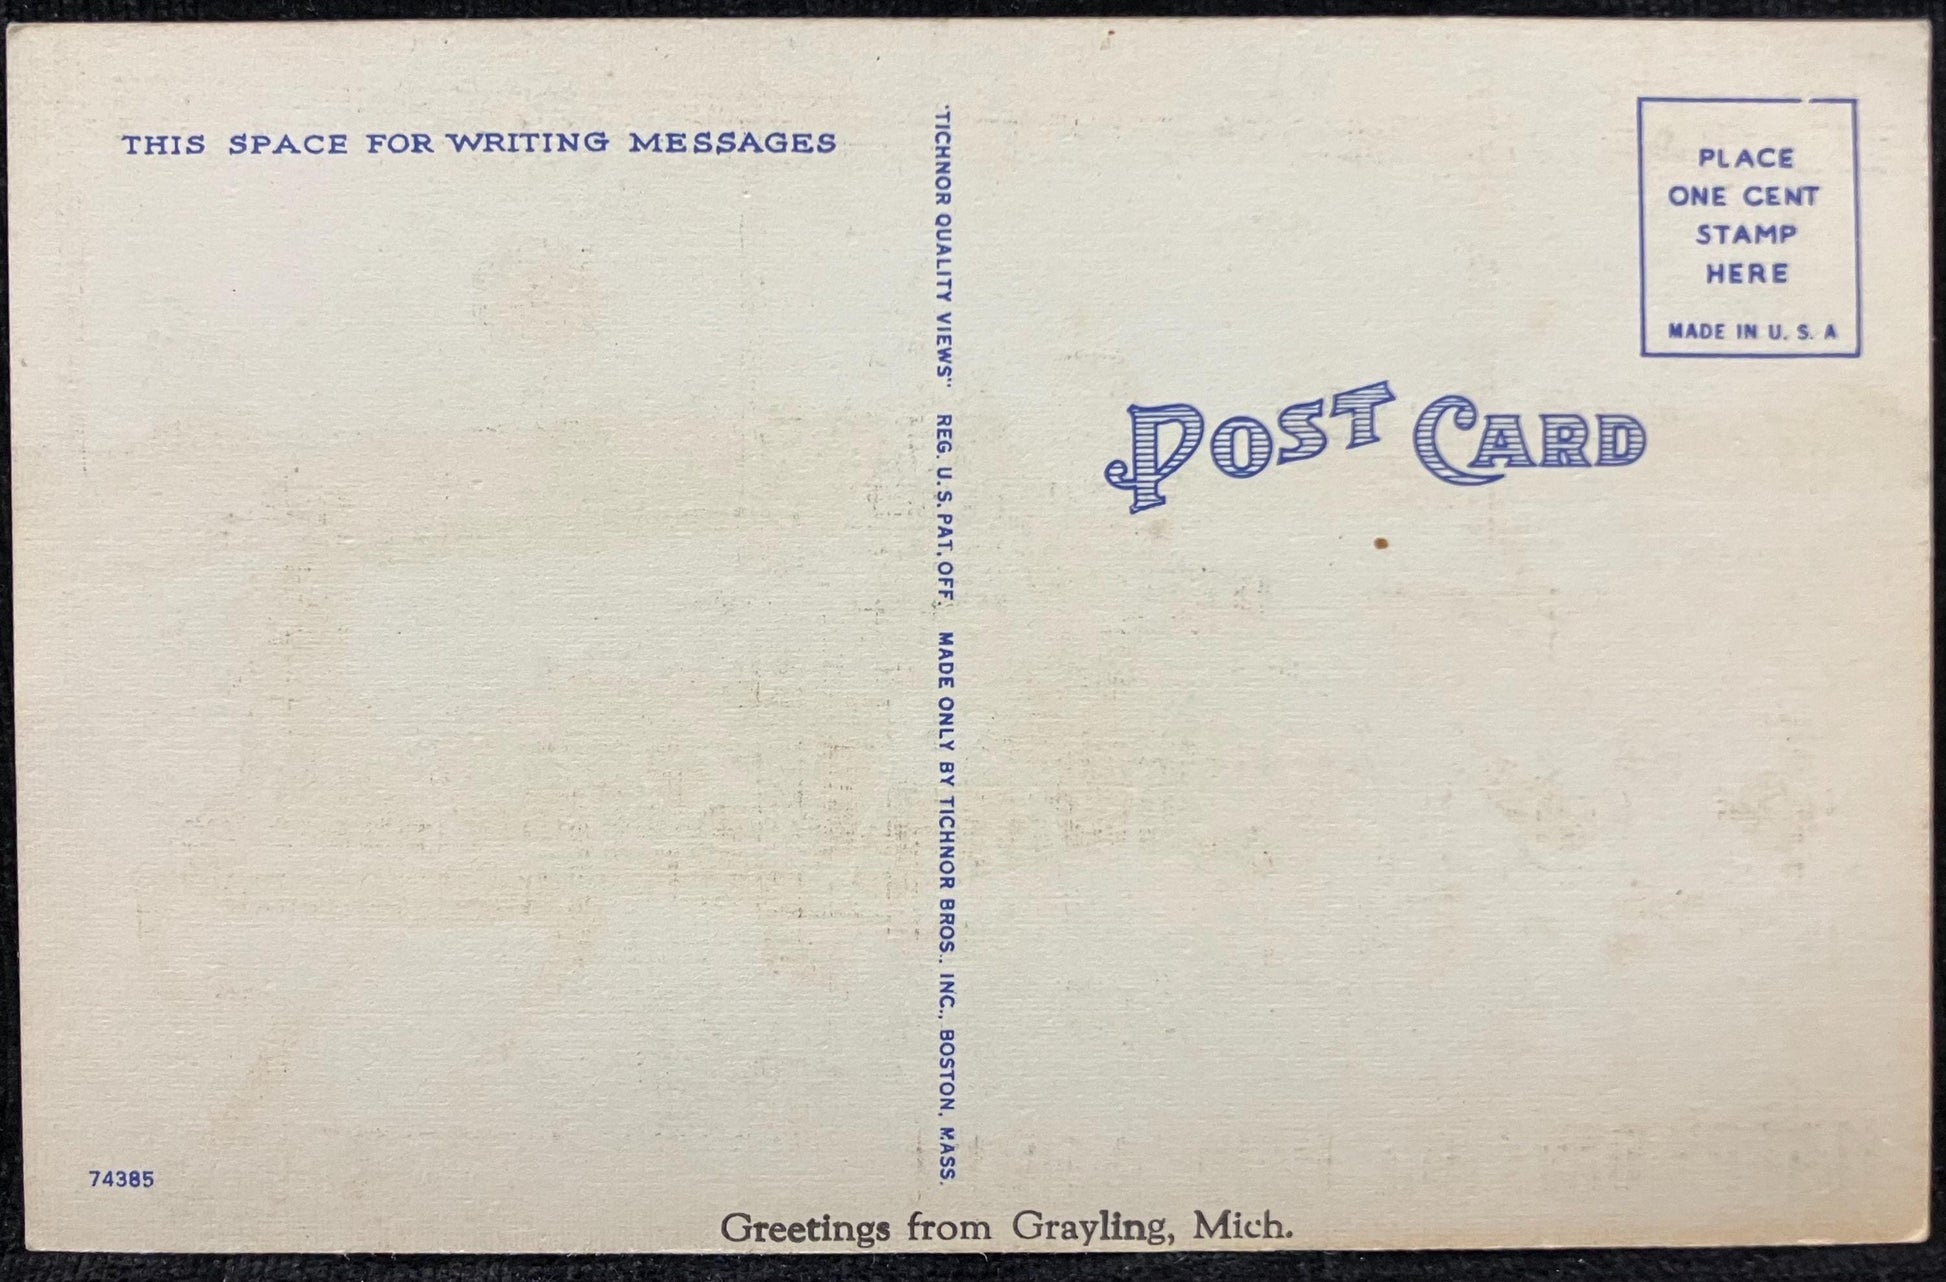 THIS SPACE FOR WRITING MESSAGES
"TICHNOR QUALITY VIEWS" REG. U.S. PAT. OFF. MADE ONLY BY TICHNOR BROS., INC., BOSTON, MASS.
PLACE
ONE CENT
STAMP
HERE
MADE IN U. S. A
POST CARD
74385
Greetings from Grayling, Mich.